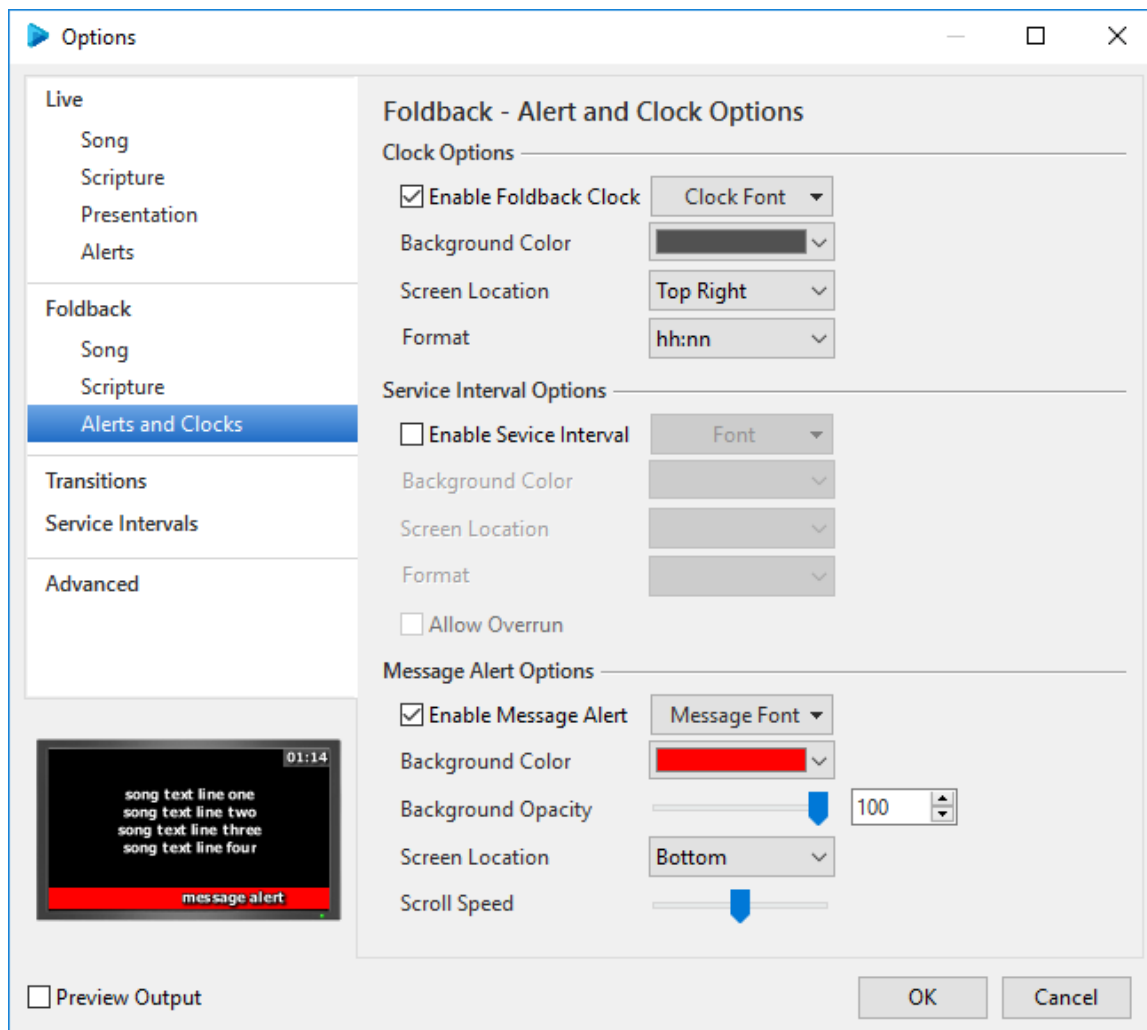 Options
Live
Song
Scripture
Presentation
Alerts
Foldback
Song
Scripture
Alerts and Clocks
Transitions
Service Intervals
Advanced
Foldback - Alert and Clock Options
Clock Options
Enable Foldback Clock Clock Font
Background Color
Screen Location Top Right
Format hh:nn
Service Interval Options
Enable Sevice Interval Font
Background Color
Screen Location
Format
Allow Overrun
Message Alert Options
Enable Message Alert Message Font
Background Color
Background Opacity 100
Screen Location Bottom
Scroll Speed
01:14
song text line one
song text line two
song text line three
song text line four
message alert
Preview Output
OK Cancel